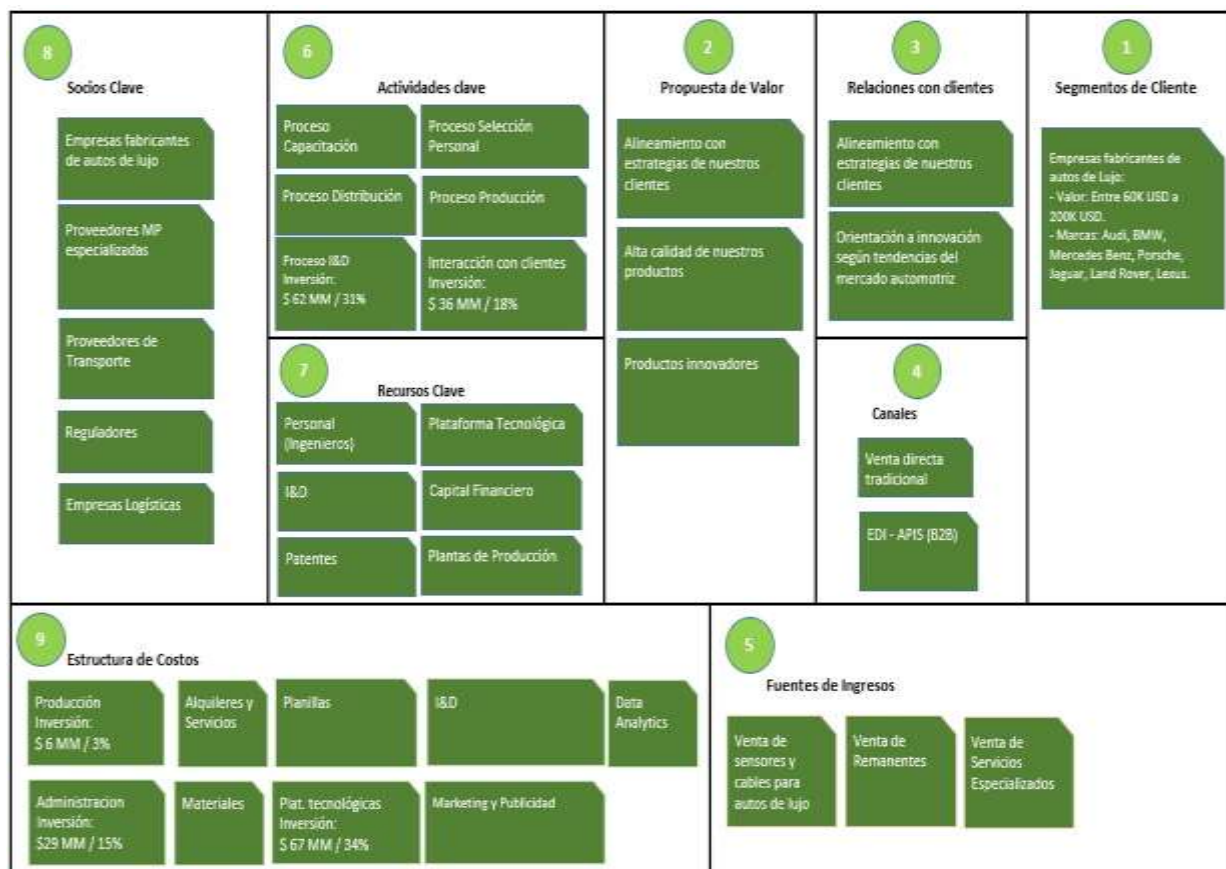 8
Socios Clave
Empresas fabricantes
de autos de lujo
Proveedores MP
especializadas
Proveedores de
Transporte
Reguladores
Empresas Logísticas
6
Actividades clave
Proceso
Capacitación
Proceso Selección
Personal
Proceso Distribución
Proceso Producción
Proceso I&D
Inversión:
$ 62 MM / 31%
Interacción con clientes
Inversión:
$ 36 MM / 18%
7
Recursos Clave
Personal
(Ingenieros)
Plataforma Tecnológica
I&D
Capital Financiero
Patentes
Plantas de Producción
2
Propuesta de Valor
Alineamiento con
estrategias de nuestros
clientes
Alta calidad de nuestros
productos
Productos innovadores
3
Relaciones con clientes
Alineamiento con
estrategias de nuestros
clientes
Orientación a innovación
según tendencias del
mercado automotriz
4
Canales
Venta directa
tradicional
EDI - APIS (B2B)
1
Segmentos de Cliente
Empresas fabricantes de
autos de Lujo:
- Valor: Entre 60K USD a
200K USD.
- Marcas: Audi, BMW,
Mercedes Benz, Porsche,
Jaguar, Land Rover, Lexus.
9
Estructura de Costos
Producción
Inversión:
$ 6 MM / 3%
Alquileres y
Servicios
Planillas
I&D
Data
Analytics
Administracion
Inversión:
$29 MM / 15%
Materiales
Plat. tecnológicas
Inversión:
$ 67 MM / 34%
Marketing y Publicidad
5
Fuentes de Ingresos
Venta de
sensores y
cables para
autos de lujo
Venta de
Remanentes
Venta de
Servicios
Especializados